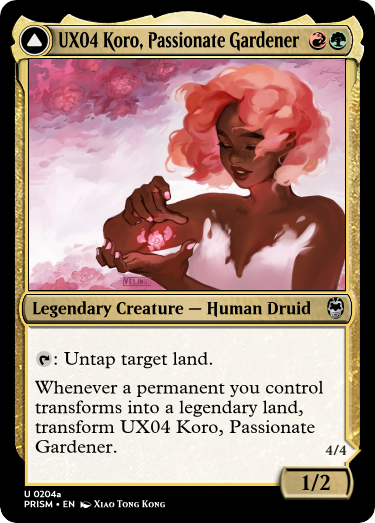 UX04 Koro, Passionate Gardener
VELINXI
Legendary Creature — Human Druid
: Untap target land.
Whenever a permanent you control
transforms into a legendary land,
transform UX04 Koro, Passionate
Gardener.
4/4
1/2
U 0204a
PRISM • EN Xiao Tong Kong